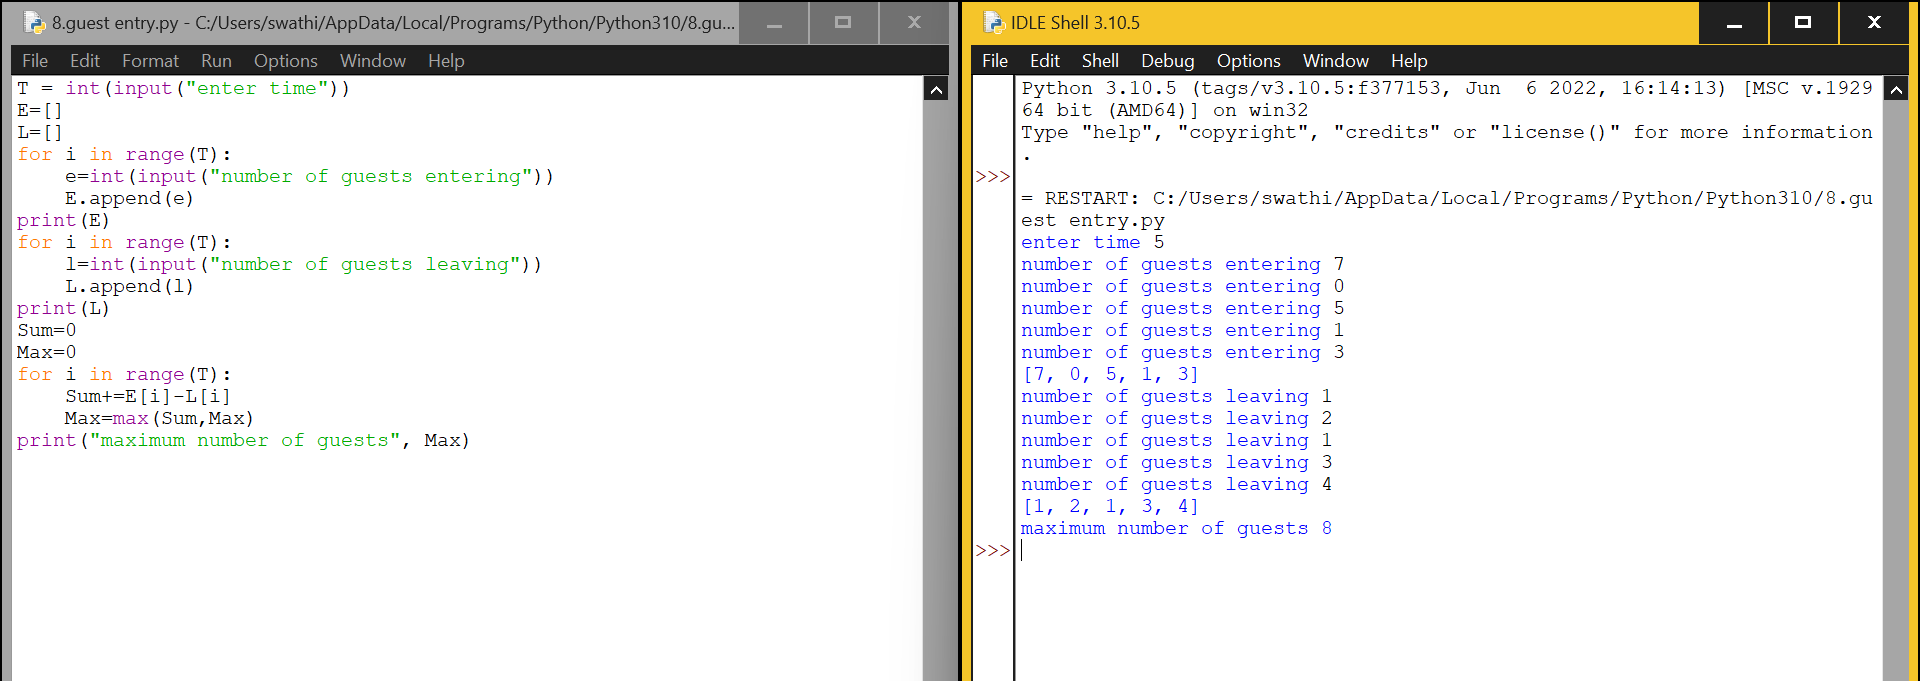 8.guest entry.py - C:/Users/swathi/AppData/Local/Programs/Python/Python310/8.gu...
File Edit Format Run Options Window Help
T = int(input("enter time"))
E=[]
L=[]
for i in range(T):
    e=int(input("number of guests entering"))
    E.append(e)
print(E)
for i in range(T):
    l=int(input("number of guests leaving"))
    L.append(l)
print(L)
Sum=0
Max=0
for i in range(T):
    Sum+=E[i]-L[i]
    Max=max(Sum,Max)
print("maximum number of guests", Max)
IDLE Shell 3.10.5
File Edit Shell Debug Options Window Help
Python 3.10.5 (tags/v3.10.5:f377153, Jun  6 2022, 16:14:13) [MSC v.1929
64 bit (AMD64)] on win32
Type "help", "copyright", "credits" or "license()" for more information
.
>>>
= RESTART: C:/Users/swathi/AppData/Local/Programs/Python/Python310/8.gu
est entry.py
enter time 5
number of guests entering 7
number of guests entering 0
number of guests entering 5
number of guests entering 1
number of guests entering 3
[7, 0, 5, 1, 3]
number of guests leaving 1
number of guests leaving 2
number of guests leaving 1
number of guests leaving 3
number of guests leaving 4
[1, 2, 1, 3, 4]
maximum number of guests 8
>>>